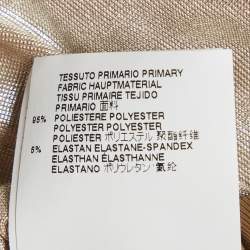 TESSUTO PRIMARIO PRIMARY
FABRIC HAUPTMATERIAL
TISSU PRIMAIRE TEJIDO
PRIMARIO 面料
95% POLIESTERE POLYESTER
POLYESTER POLYESTER
POLIESTER ポリエステル 聚酯纤维
5% ELASTAN ELASTANE-SPANDEX
ELASTHAN ÉLASTHANNE
ELASTANO ポリウレタン 氨纶